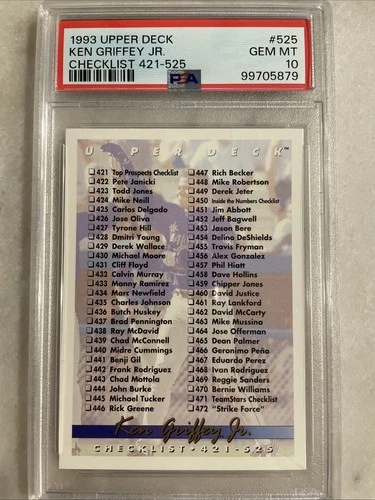 1993 UPPER DECK #525
KEN GRIFFEY JR. GEM MT
CHECKLIST 421-525 10
PSA 99705879
UPPER DECK™
421 Top Prospects Checklist
422 Pete Janicki
423 Todd Jones
424 Mike Neill
425 Carlos Delgado
426 Jose Oliva
427 Tyrone Hill
428 Dmitri Young
429 Derek Wallace
430 Michael Moore
431 Cliff Floyd
432 Calvin Murray
433 Manny Ramirez
434 Marc Newfield
435 Charles Johnson
436 Butch Huskey
437 Brad Pennington
438 Ray McDavid
439 Chad McConnell
440 Midre Cummings
441 Benji Gil
442 Frank Rodriguez
443 Chad Mottola
444 John Burke
445 Michael Tucker
446 Rick Greene
447 Rich Becker
448 Mike Robertson
449 Derek Jeter
450 Inside the Numbers Checklist
451 Jim Abbott
452 Jeff Bagwell
453 Jason Bere
454 Delino DeShields
455 Travis Fryman
456 Alex Gonzalez
457 Phil Hiatt
458 Dave Hollins
459 Chipper Jones
460 David Justice
461 Ray Lankford
462 David McCarty
463 Mike Mussina
464 Jose Offerman
465 Dean Palmer
466 Geronimo Peña
467 Eduardo Perez
468 Ivan Rodriguez
469 Reggie Sanders
470 Bernie Williams
471 TeamStars Checklist
472 "Strike Force"
Ken Griffey Jr.
CHECKLIST • 421-525